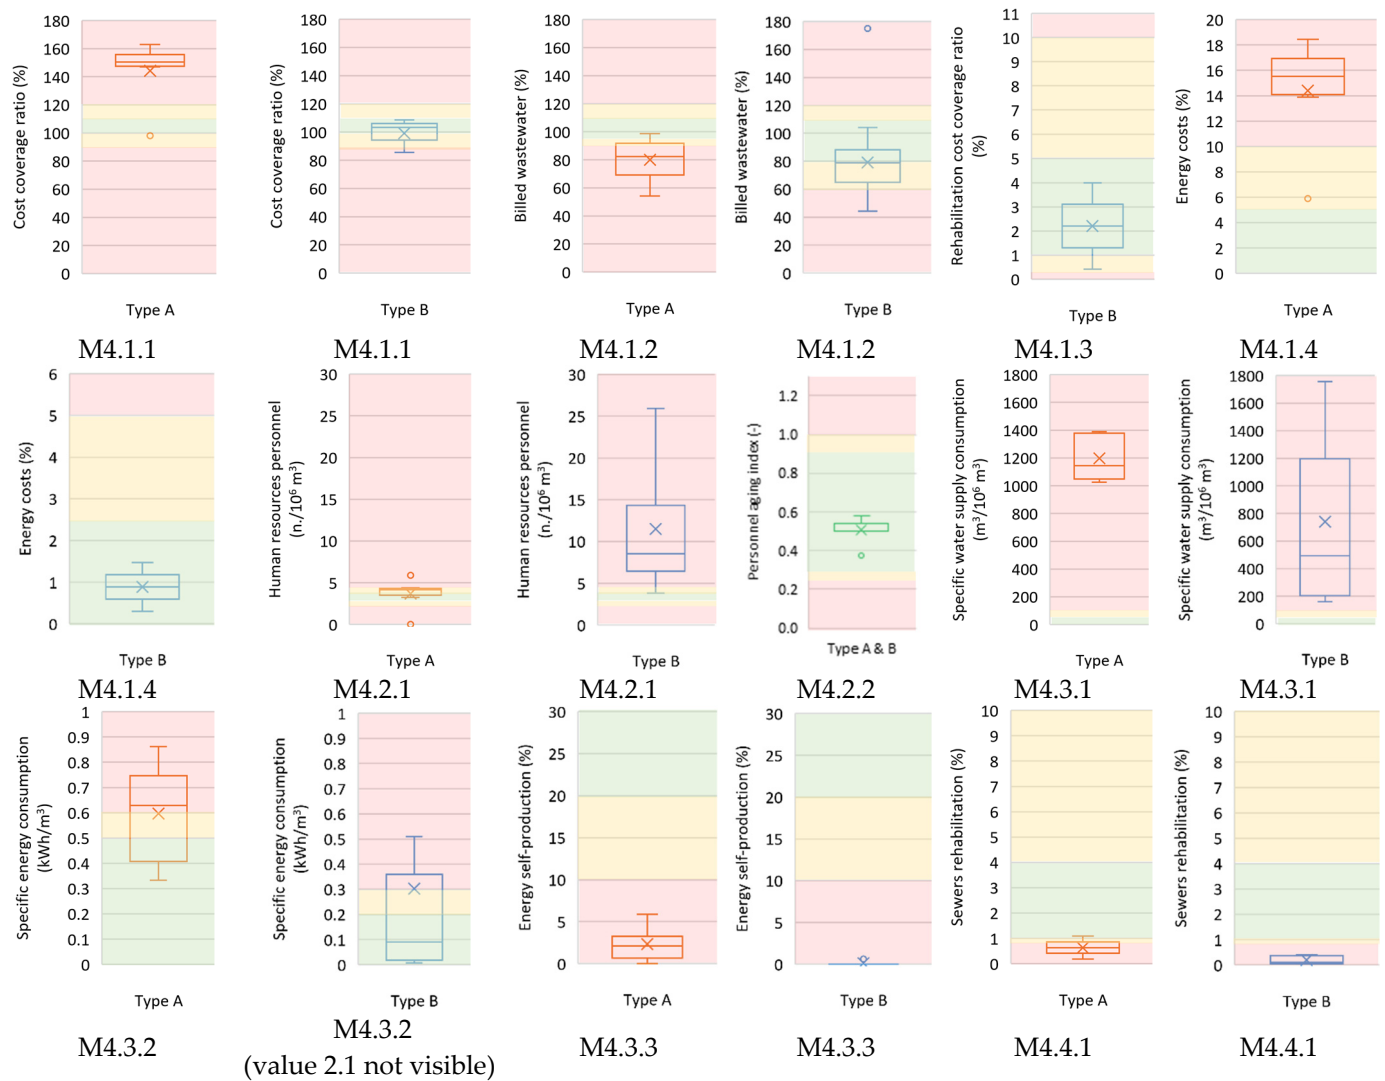 Cost coverage ratio (%)
180
160
140
120
100
80
60
40
20
0
Type A
M4.1.1
Cost coverage ratio (%)
180
160
140
120
100
80
60
40
20
0
Type B
M4.1.1
Billed wastewater (%)
180
160
140
120
100
80
60
40
20
0
Type A
M4.1.2
Billed wastewater (%)
180
160
140
120
100
80
60
40
20
0
Type B
M4.1.2
Rehabilitation cost coverage ratio
(%)
11
10
9
8
7
6
5
4
3
2
1
0
Type B
M4.1.3
Energy costs (%)
20
18
16
14
12
10
8
6
4
2
0
Type A
M4.1.4
Energy costs (%)
6
5
4
3
2
1
0
Type B
M4.1.4
Human resources personnel
(n./10⁶ m³)
30
25
20
15
10
5
0
Type A
M4.2.1
Human resources personnel
(n./10⁶ m³)
30
25
20
15
10
5
0
Type B
M4.2.1
Personnel aging index (-)
1.2
1.0
0.8
0.6
0.4
0.2
0.0
Type A & B
M4.2.2
Specific water supply consumption
(m³/10⁶ m³)
1800
1600
1400
1200
1000
800
600
400
200
0
Type A
M4.3.1
Specific water supply consumption
(m³/10⁶ m³)
1800
1600
1400
1200
1000
800
600
400
200
0
Type B
M4.3.1
Specific energy consumption
(kWh/m³)
1
0.9
0.8
0.7
0.6
0.5
0.4
0.3
0.2
0.1
0
Type A
M4.3.2
Specific energy consumption
(kWh/m³)
1
0.9
0.8
0.7
0.6
0.5
0.4
0.3
0.2
0.1
0
Type B
M4.3.2
(value 2.1 not visible)
Energy self-production (%)
30
25
20
15
10
5
0
Type A
M4.3.3
Energy self-production (%)
30
25
20
15
10
5
0
Type B
M4.3.3
Sewers rehabilitation (%)
10
9
8
7
6
5
4
3
2
1
0
Type A
M4.4.1
Sewers rehabilitation (%)
10
9
8
7
6
5
4
3
2
1
0
Type B
M4.4.1